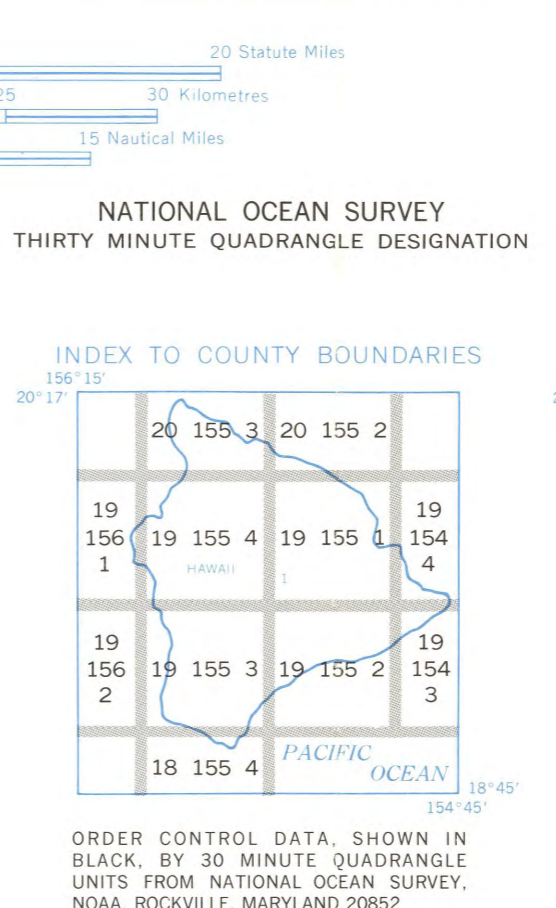 20 Statute Miles
25 30 Kilometres
15 Nautical Miles
NATIONAL OCEAN SURVEY
THIRTY MINUTE QUADRANGLE DESIGNATION
INDEX TO COUNTY BOUNDARIES
156°15'
20°17'
20 155 3 20 155 2
19
156
1
19 155 4 19 155 1
19
154
4
HAWAII
1
19
156
2
19 155 3 19 155 2
19
154
3
18 155 4
PACIFIC
OCEAN
18°45'
154°45'
ORDER CONTROL DATA, SHOWN IN
BLACK, BY 30 MINUTE QUADRANGLE
UNITS FROM NATIONAL OCEAN SURVEY,
NOAA, ROCKVILLE, MARYLAND 20852